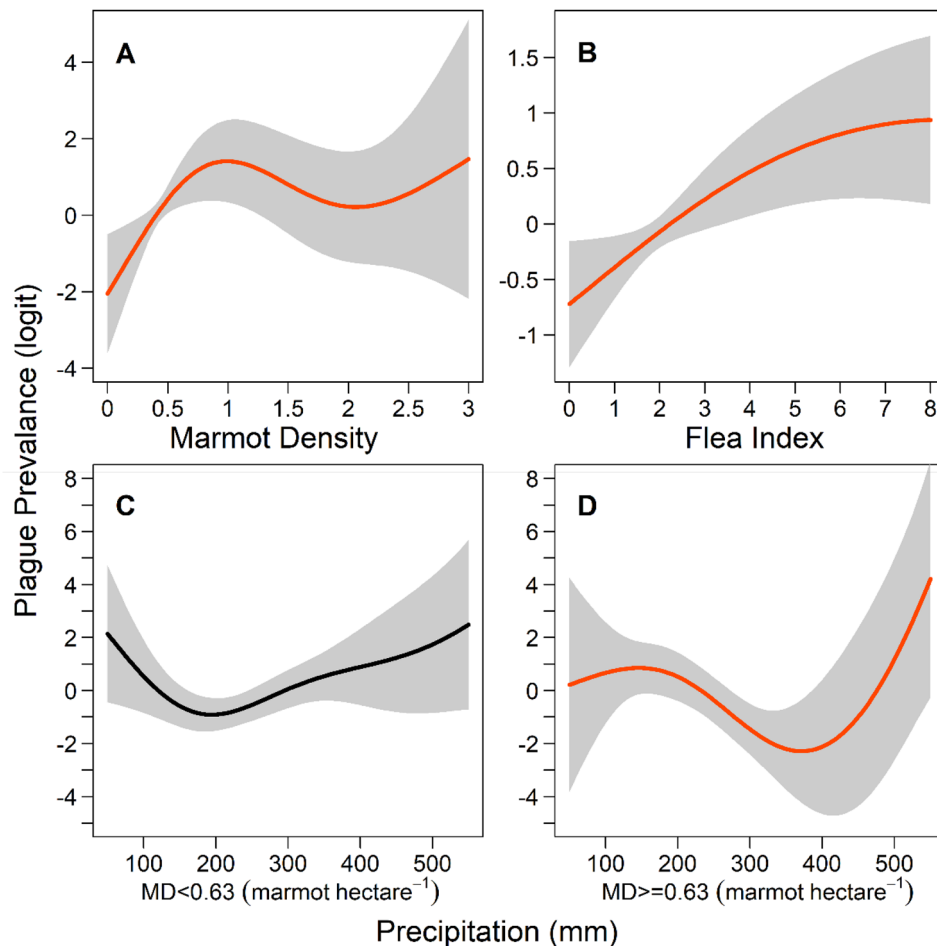 Plague Prevalance (logit)
A
4
2
0
-2
-4
0 0.5 1 1.5 2 2.5 3
Marmot Density
B
1.5
1
0.5
0
-0.5
-1
0 1 2 3 4 5 6 7 8
Flea Index
C
8
6
4
2
0
-2
-4
100 200 300 400 500
MD<0.63 (marmot hectare⁻¹)
D
8
6
4
2
0
-2
-4
100 200 300 400 500
MD>=0.63 (marmot hectare⁻¹)
Precipitation (mm)